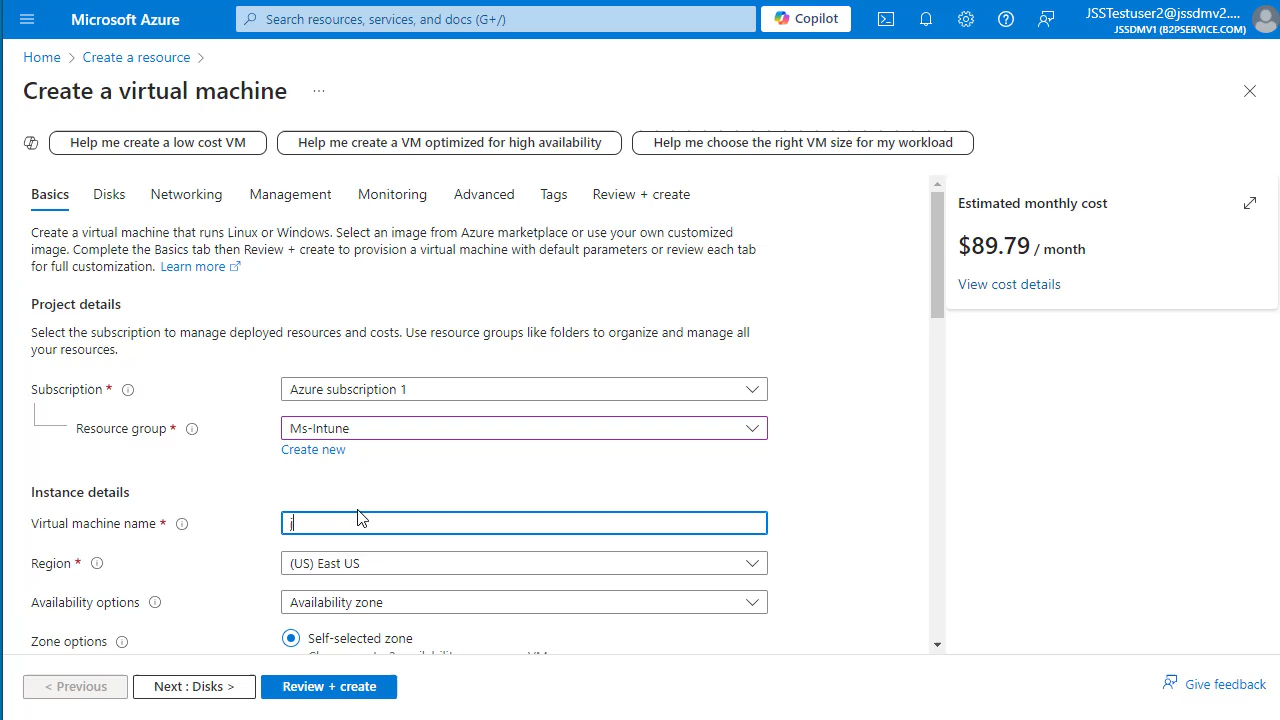 Microsoft Azure
Search resources, services, and docs (G+/)
Copilot
JSSTestuser2@jssdmv2....
JSSDMV1 (B2PSERVICE.COM)
Home > Create a resource >
Create a virtual machine ...
Help me create a low cost VM
Help me create a VM optimized for high availability
Help me choose the right VM size for my workload
Basics Disks Networking Management Monitoring Advanced Tags Review + create
Create a virtual machine that runs Linux or Windows. Select an image from Azure marketplace or use your own customized
image. Complete the Basics tab then Review + create to provision a virtual machine with default parameters or review each tab
for full customization. Learn more
Project details
Select the subscription to manage deployed resources and costs. Use resource groups like folders to organize and manage all
your resources.
Subscription *
Azure subscription 1
Resource group *
Ms-Intune
Create new
Instance details
Virtual machine name *
j
Region *
(US) East US
Availability options
Availability zone
Zone options
Self-selected zone
< Previous
Next : Disks >
Review + create
Estimated monthly cost
$89.79 / month
View cost details
Give feedback